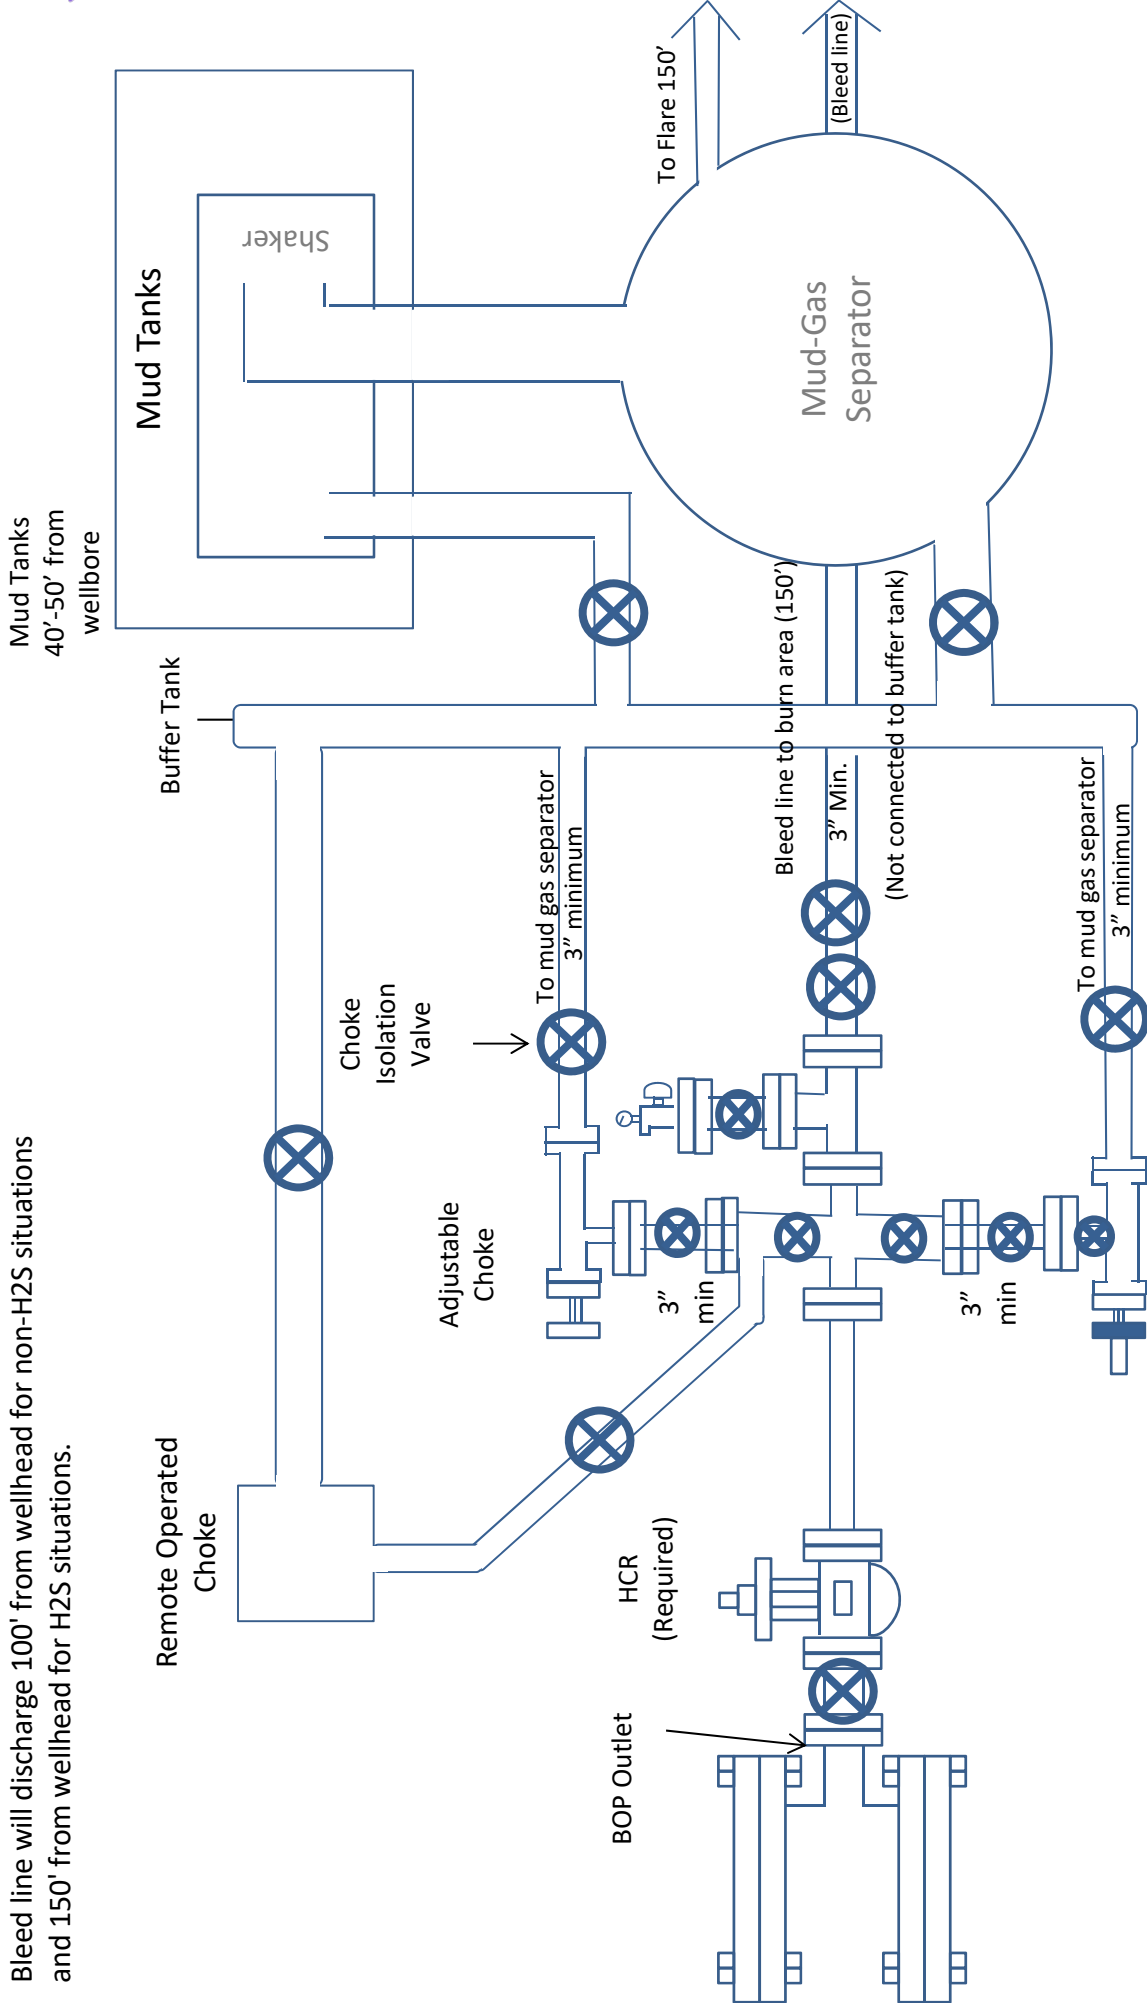 Bleed line will discharge 100' from wellhead for non-H2S situations
and 150' from wellhead for H2S situations.
Mud Tanks
40’-50’ from
wellbore
Mud Tanks
Shaker
Buffer Tank
Remote Operated
Choke
Choke
Isolation
Valve
Adjustable
Choke
To mud gas separator
3” minimum
To Flare 150’
(Bleed line)
Mud-Gas
Separator
Bleed line to burn area (150’)
3” Min.
(Not connected to buffer tank)
3”
min
HCR
(Required)
BOP Outlet
3”
min
To mud gas separator
3” minimum